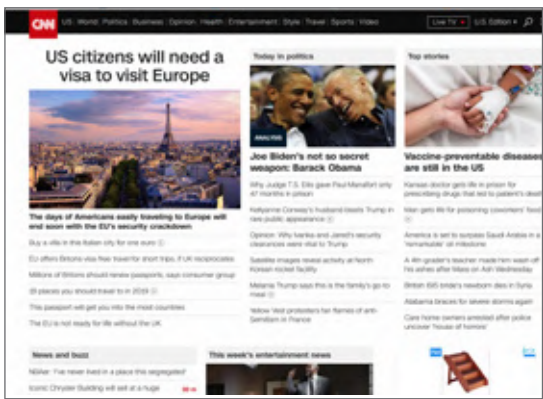 CNN
US World Politics Business Opinion Health Entertainment Style Travel Sports Video
Live TV
U.S. Edition
US citizens will need a
visa to visit Europe
The days of Americans easily traveling to Europe will
end soon with the EU's security crackdown
Buy a villa in this Italian city for one euro
EU offers Britons visa-free travel for short trips, if UK reciprocates
Millions of Britons should renew passports, says consumer group
19 places you should travel to in 2019
This passport will get you into the most countries
The EU is not ready for life without the UK
Today in politics
ANALYSIS
Joe Biden's not so secret
weapon: Barack Obama
Why Judge T.S. Ellis gave Paul Manafort only
47 months in prison
Kellyanne Conway's husband blasts Trump in
rare public appearance
Opinion: Why Ivanka and Jared's security
clearances were vital to Trump
Satellite images reveal activity at North
Korean rocket facility
Melania Trump says this is the family's go-to
meal
Yellow Vest protesters fan flames of anti-
Semitism in France
Top stories
Vaccine-preventable diseases
are still in the US
Kansas doctor gets life in prison for
prescribing drugs that led to patient's death
Man gets life for poisoning coworkers' food
America is set to surpass Saudi Arabia in a
'remarkable' oil milestone
A 4th grader's teacher made him wash off
his ashes after Mass on Ash Wednesday
British ISIS bride's newborn dies in Syria
Alabama braces for severe storms again
Care home owners arrested after police
uncover 'house of horrors'
News and buzz
NBAer: 'I've never lived in a place this segregated'
Iconic Chrysler Building will sell at a huge
This week's entertainment news